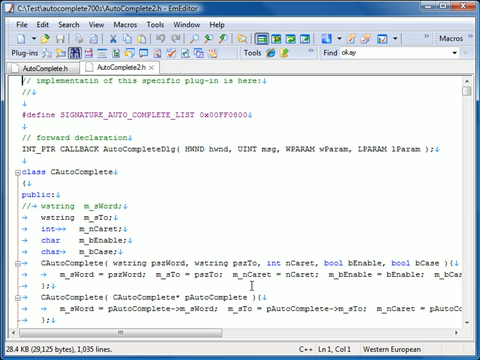 C:\Test\autocomplete700s\AutoComplete2.h - EmEditor
File Edit Search View Macros Tools Window Help
Macros
Plug-ins Tools Find okay
AutoComplete.h AutoComplete2.h
// implementatin of this specific plug-in is here:
//
#define SIGNATURE_AUTO_COMPLETE_LIST 0x00FF0800
// forward declaration
INT_PTR CALLBACK AutoCompleteDlg( HWND hwnd, UINT msg, WPARAM wParam, LPARAM lParam );
class CAutoComplete
{
public:
// wstring m_sWord;
wstring m_sTo;
int m_nCaret;
char m_bEnable;
char m_bCase;
CAutoComplete( wstring pszWord, wstring pszTo, int nCaret, bool bEnable, bool bCase ){
m_sWord = pszWord; m_sTo = pszTo; m_nCaret = nCaret; m_bEnable = bEnable; m_bCas
};
CAutoComplete( CAutoComplete* pAutoComplete ){
m_sWord = pAutoComplete->m_sWord; m_sTo = pAutoComplete->m_sTo; m_nCaret = pAutoC
};
28.4 KB (29,125 bytes), 1,035 lines. C++ Ln 1, Col 1 Western European